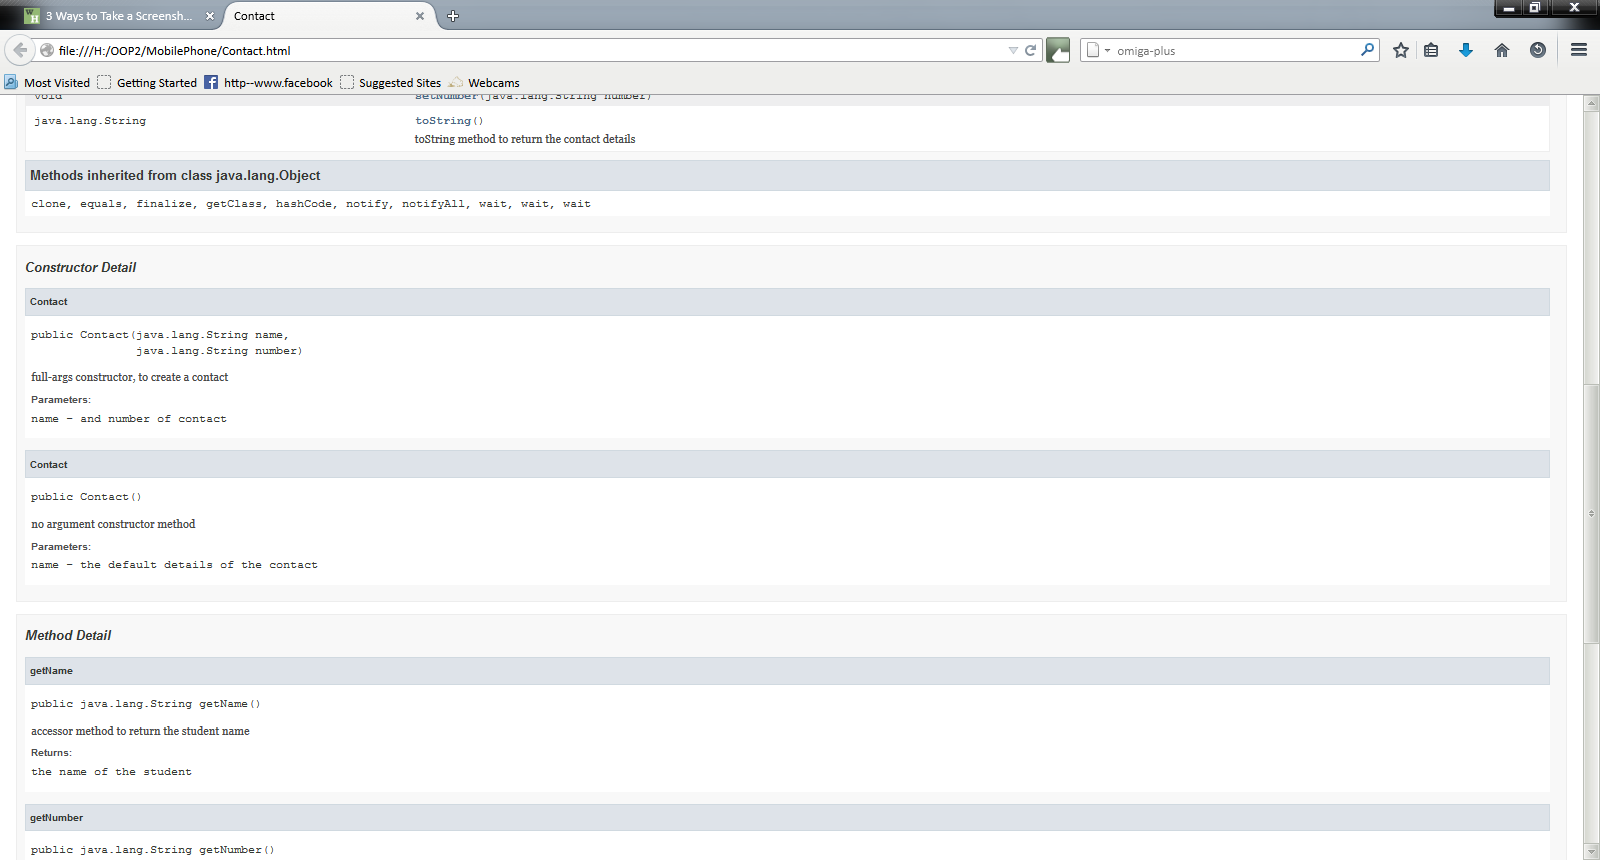 3 Ways to Take a Screensh...
Contact
file:///H:/OOP2/MobilePhone/Contact.html
omiga-plus
Most Visited
Getting Started
http--www.facebook
Suggested Sites
Webcams
void setNumber(java.lang.String number)
java.lang.String toString()
toString method to return the contact details
Methods inherited from class java.lang.Object
clone, equals, finalize, getClass, hashCode, notify, notifyAll, wait, wait, wait
Constructor Detail
Contact
public Contact(java.lang.String name,
java.lang.String number)
full-args constructor, to create a contact
Parameters:
name - and number of contact
Contact
public Contact()
no argument constructor method
Parameters:
name - the default details of the contact
Method Detail
getName
public java.lang.String getName()
accessor method to return the student name
Returns:
the name of the student
getNumber
public java.lang.String getNumber()